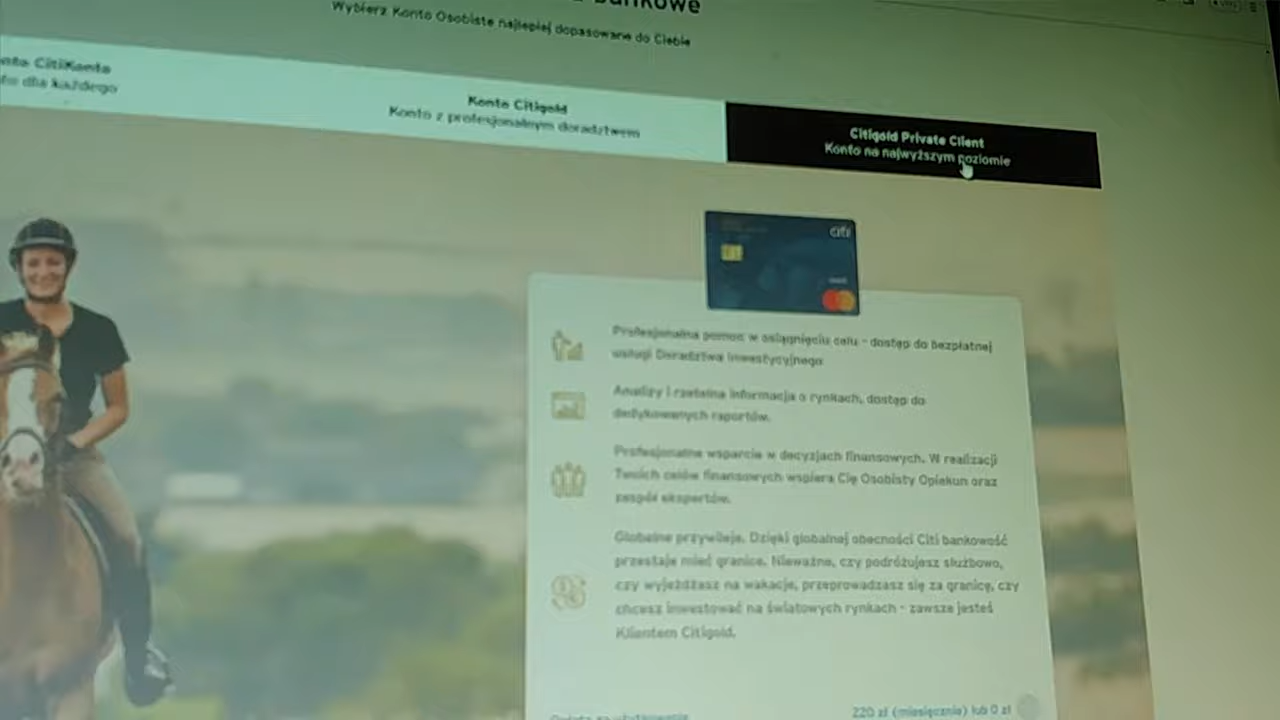 bankowe
Wybierz Konto Osobiste najlepiej dopasowane do Ciebie
CitiKonto
dla każdego
Konto Citigold
Konto z profesjonalnym doradztwem
Citigold Private Client
Konto na najwyższym poziomie
citi
Profesjonalna pomoc w osiągnięciu celu - dostęp do bezpłatnej
usługi Doradztwa Inwestycyjnego
Analizy i rzetelna informacja o rynkach, dostęp do
dedykowanych raportów.
Profesjonalne wsparcie w decyzjach finansowych. W realizacji
Twoich celów finansowych wspiera Cię Osobisty Opiekun oraz
zespół ekspertów.
Globalne przywileje. Dzięki globalnej obecności Citi bankowość
przestaje mieć granice. Nieważne, czy podróżujesz służbowo,
czy wyjeżdżasz na wakacje, przeprowadzasz się za granicę, czy
chcesz inwestować na światowych rynkach - zawsze jesteś
Klientem Citigold.
220 zł (miesięcznie) lub 0 zł